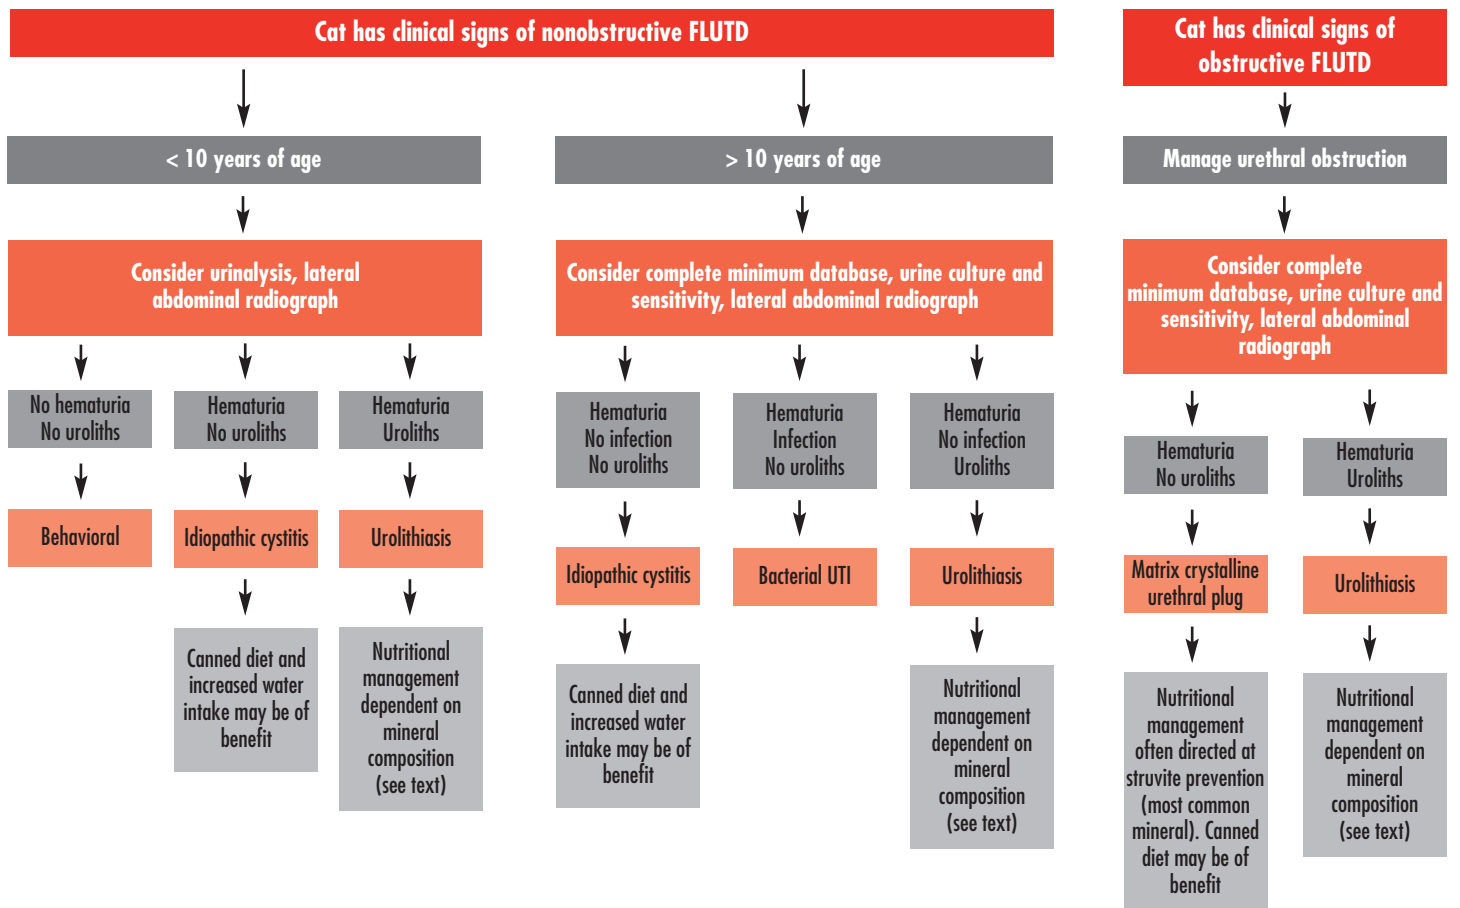 Cat has clinical signs of nonobstructive FLUTD
< 10 years of age
Consider urinalysis, lateral
abdominal radiograph
No hematuria
No uroliths
Behavioral
Hematuria
No uroliths
Idiopathic cystitis
Canned diet and
increased water
intake may be of
benefit
Hematuria
Uroliths
Urolithiasis
Nutritional
management
dependent on
mineral
composition
(see text)
> 10 years of age
Consider complete minimum database, urine culture and
sensitivity, lateral abdominal radiograph
Hematuria
No infection
No uroliths
Idiopathic cystitis
Canned diet and
increased water
intake may be of
benefit
Hematuria
Infection
No uroliths
Bacterial UTI
Hematuria
No infection
Uroliths
Urolithiasis
Nutritional
management
dependent on
mineral
composition
(see text)
Cat has clinical signs of
obstructive FLUTD
Manage urethral obstruction
Consider complete
minimum database, urine culture and
sensitivity, lateral abdominal
radiograph
Hematuria
No uroliths
Matrix crystalline
urethral plug
Nutritional
management
often directed at
struvite prevention
(most common
mineral). Canned
diet may be of
benefit
Hematuria
Uroliths
Urolithiasis
Nutritional
management
dependent on
mineral
composition
(see text)